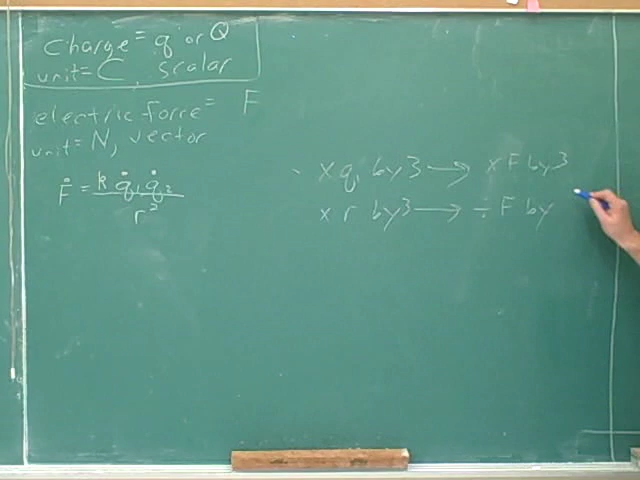 Charge = q or Q
unit = C, scalar
electric force = F
unit = N, vector
F = k q₁ q₂
r²
x q₁ by 3 → x F by 3
x r by 3 → ÷ F by